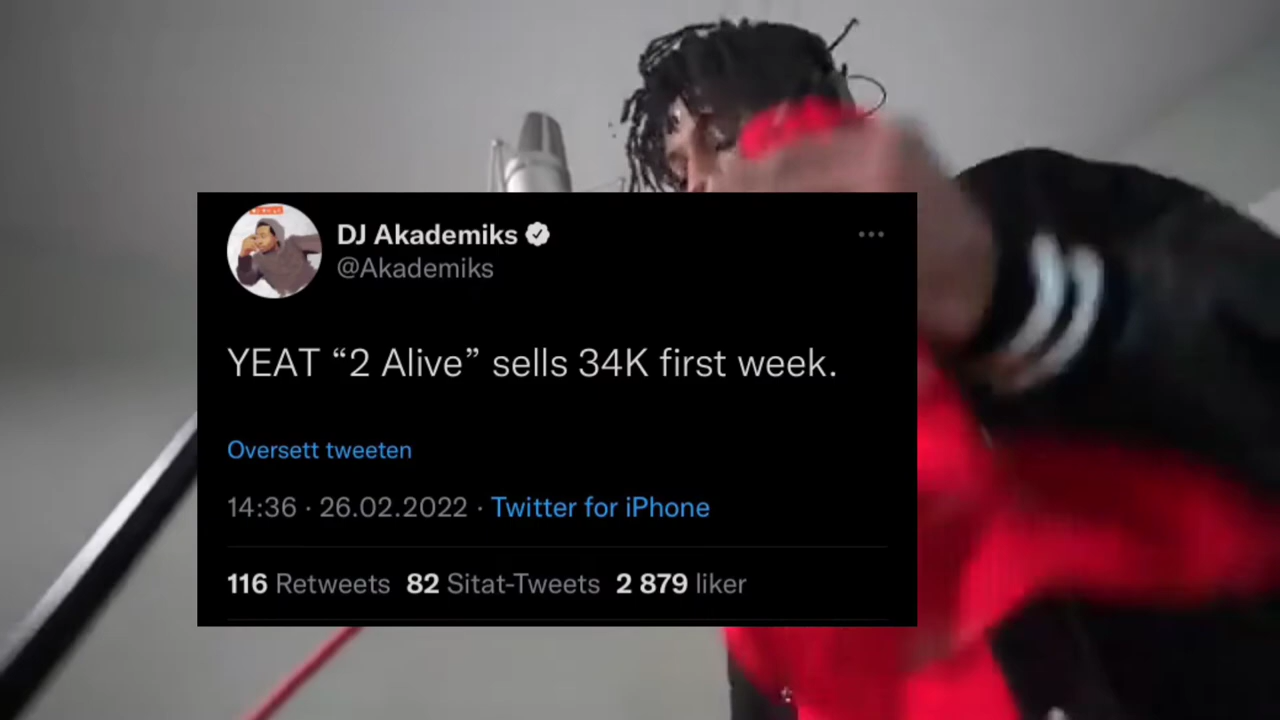 DJ Akademiks
@Akademiks
YEAT “2 Alive” sells 34K first week.
Oversett tweeten
14:36 · 26.02.2022 · Twitter for iPhone
116 Retweets 82 Sitat-Tweets 2 879 liker